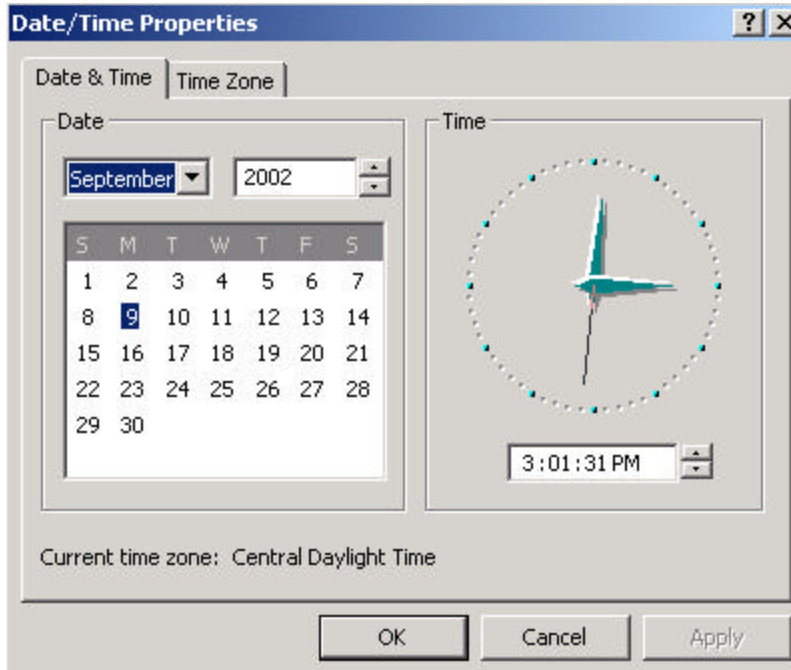 Date/Time Properties
Date & Time
Time Zone
Date
September
2002
S M T W T F S
1 2 3 4 5 6 7
8 9 10 11 12 13 14
15 16 17 18 19 20 21
22 23 24 25 26 27 28
29 30
Time
3:01:31 PM
Current time zone: Central Daylight Time
OK
Cancel
Apply